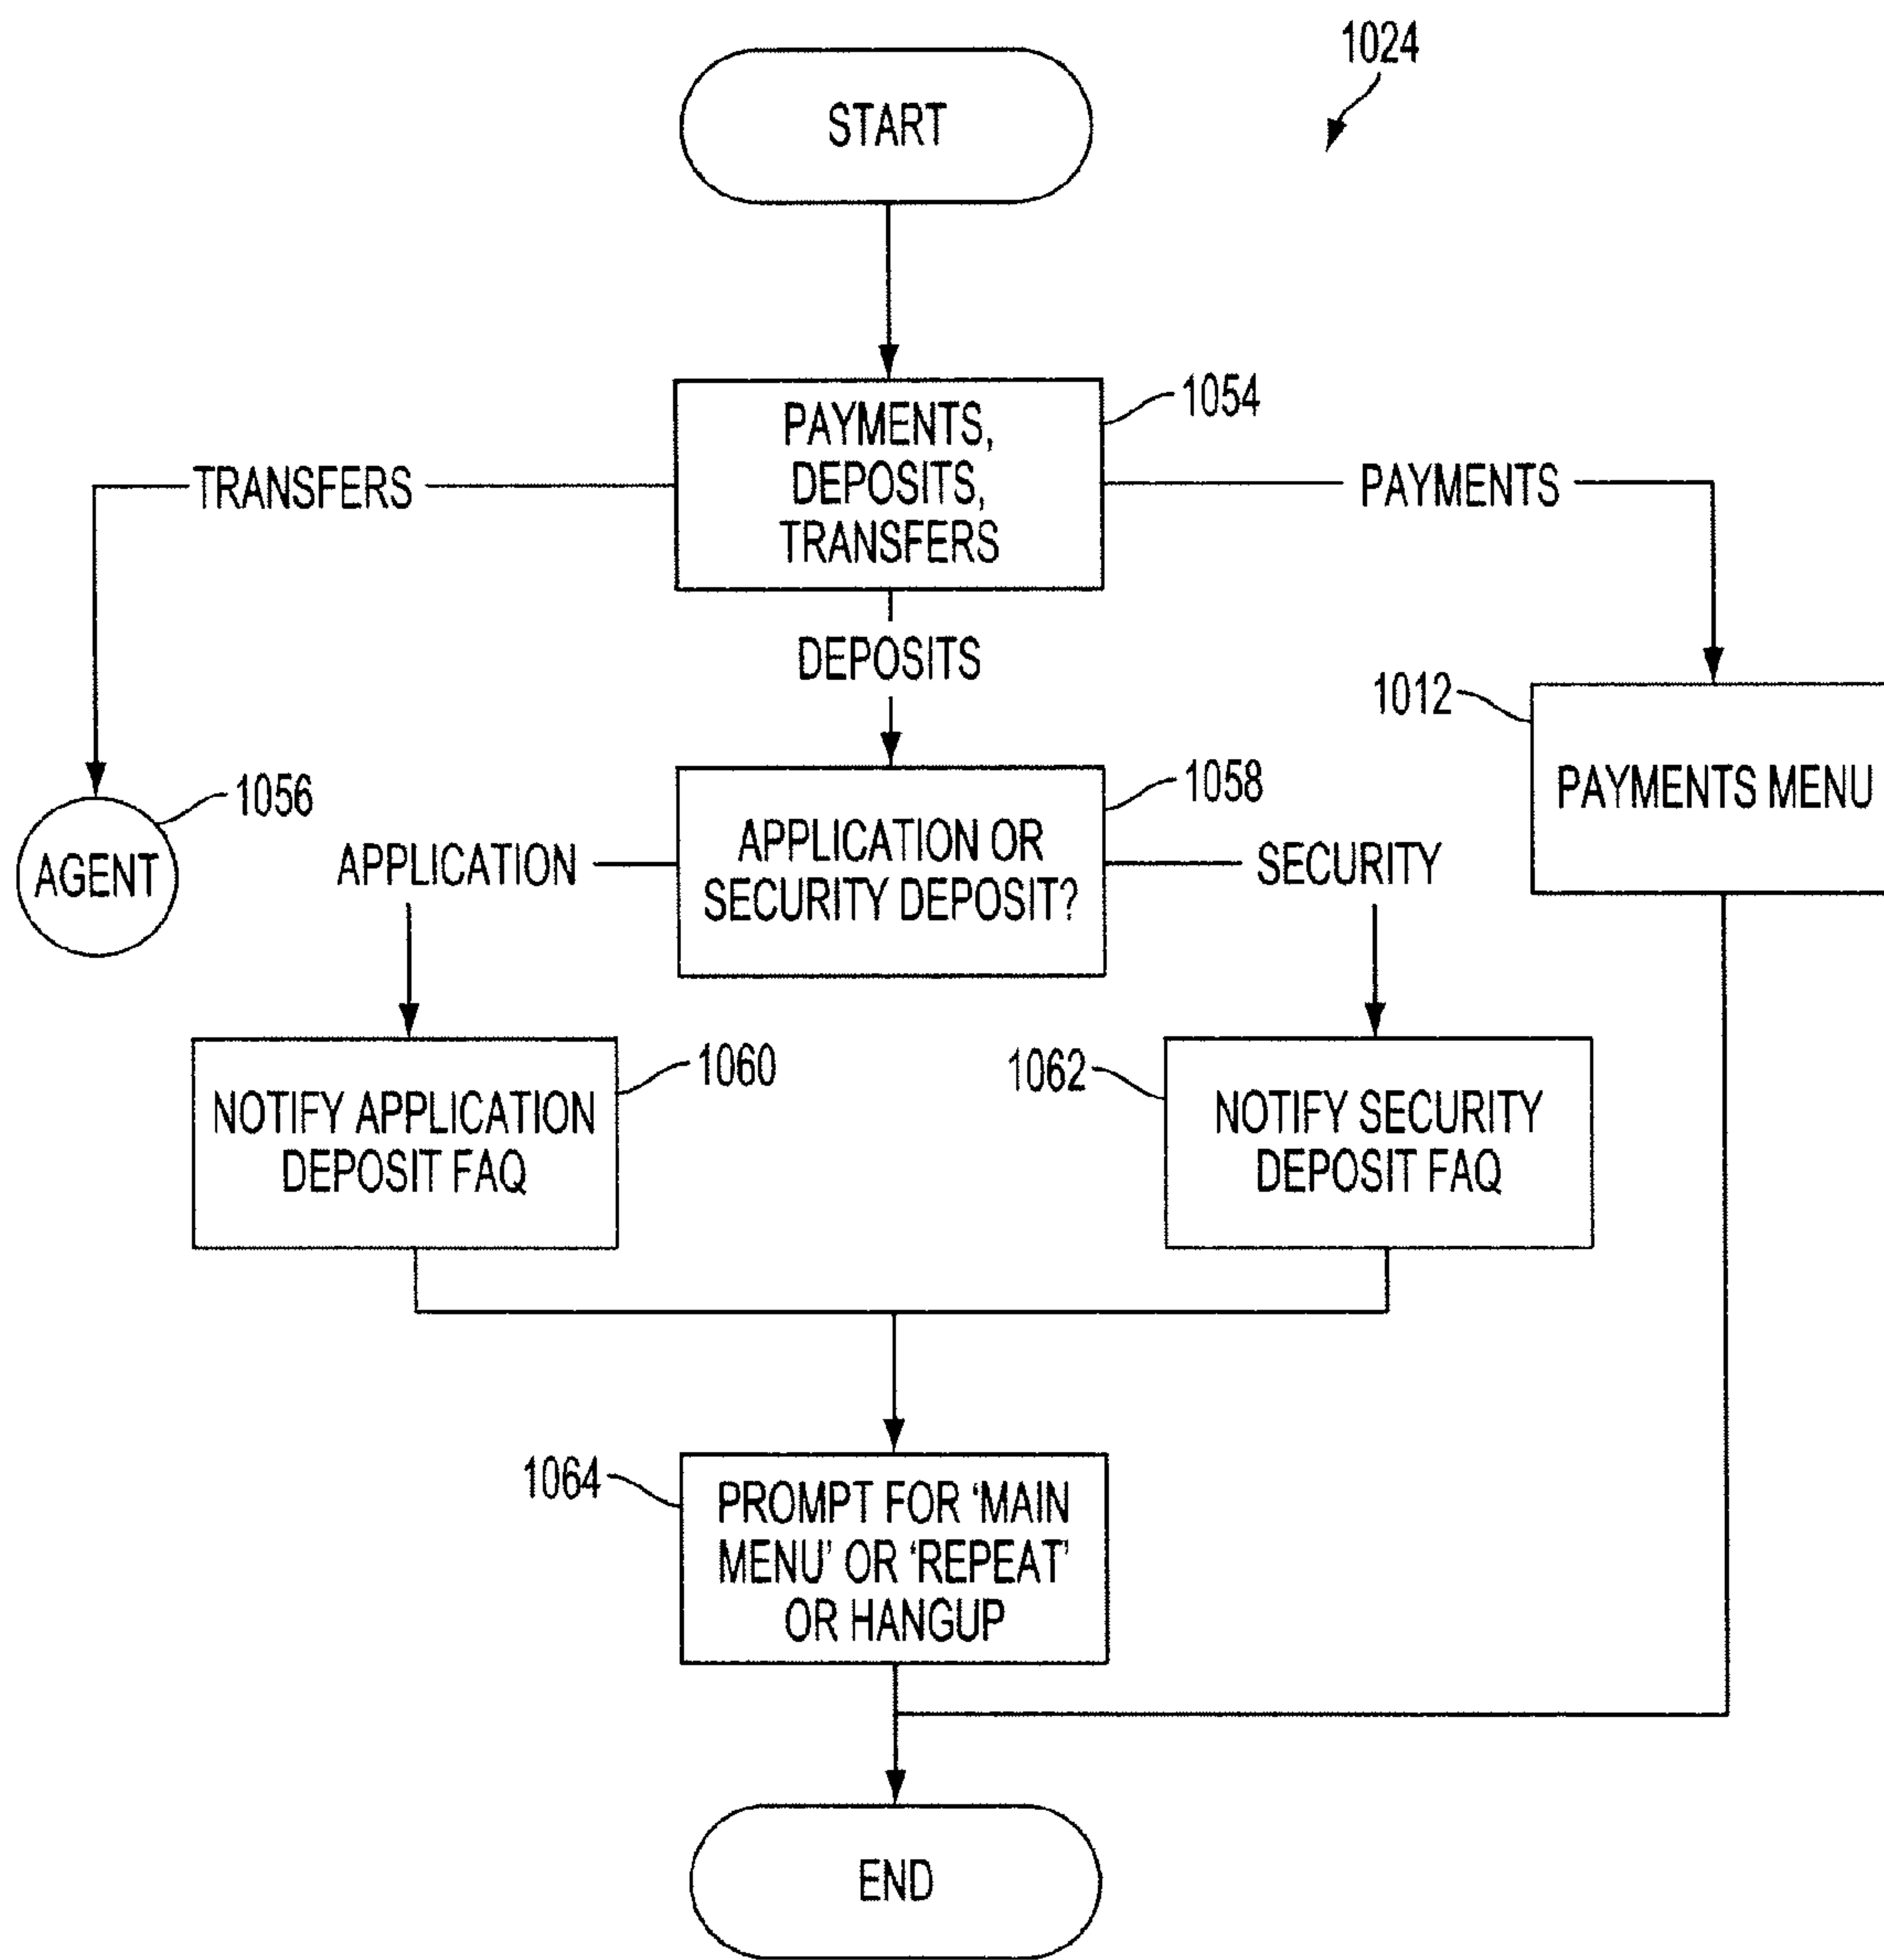 1024
START
1054
PAYMENTS,
DEPOSITS,
TRANSFERS
TRANSFERS
PAYMENTS
DEPOSITS
1012
PAYMENTS MENU
1056
AGENT
1058
APPLICATION OR
SECURITY DEPOSIT?
APPLICATION
SECURITY
1060
NOTIFY APPLICATION
DEPOSIT FAQ
1062
NOTIFY SECURITY
DEPOSIT FAQ
1064
PROMPT FOR ‘MAIN
MENU’ OR ‘REPEAT’
OR HANGUP
END